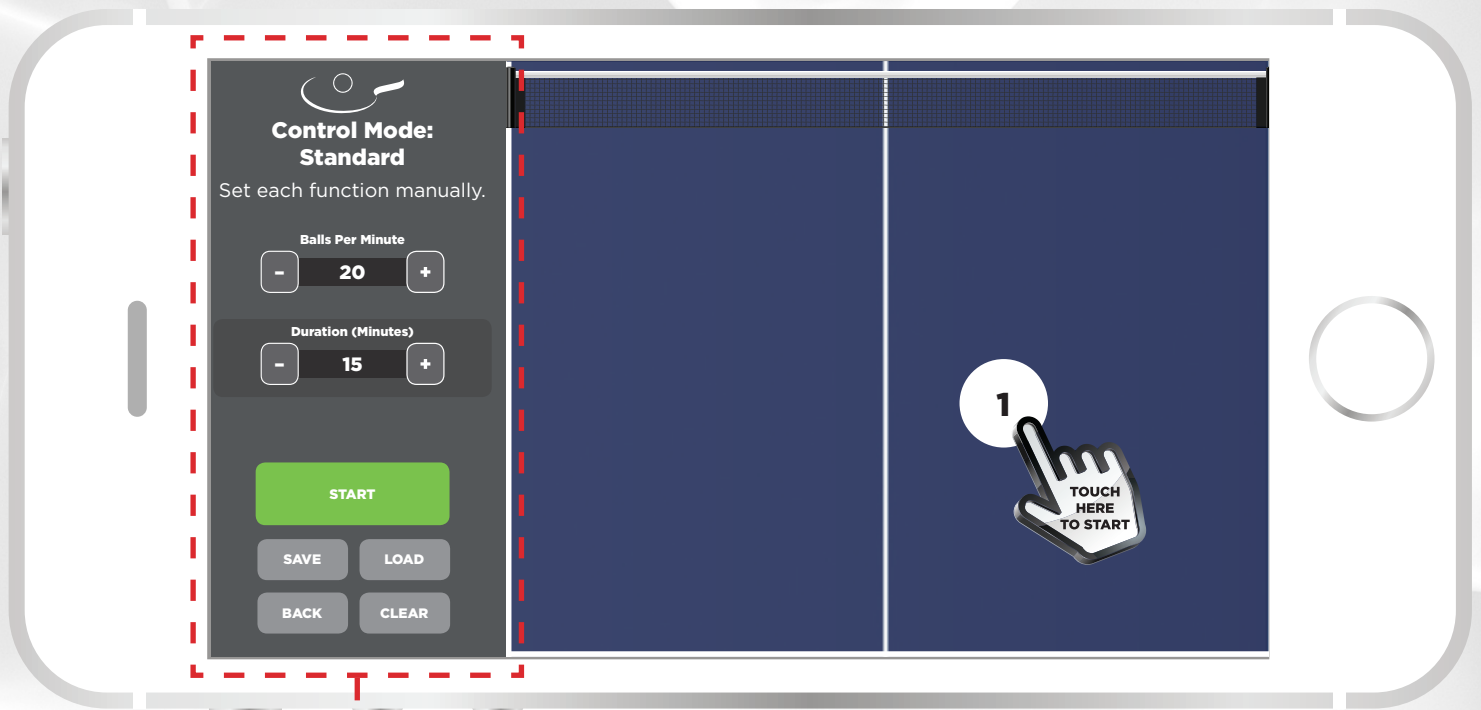 Control Mode:
Standard
Set each function manually.
Balls Per Minute
- 20 +
Duration (Minutes)
- 15 +
START
SAVE LOAD
BACK CLEAR
1
TOUCH
HERE
TO START